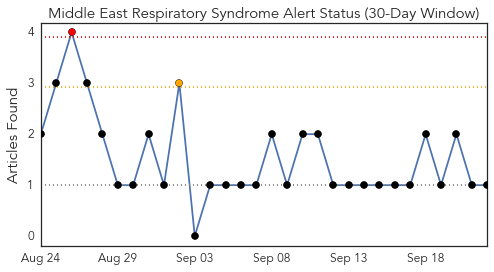 Middle East Respiratory Syndrome Alert Status (30-Day Window)
Articles Found
4
3
2
1
0
Aug 24 Aug 29 Sep 03 Sep 08 Sep 13 Sep 18